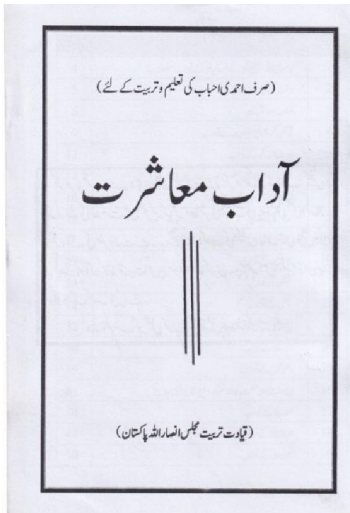 (صرف احمدی احباب کی تعلیم و تربیت کے لئے)
آداب معاشرت
(قیادت تربیت مجلس انصار اللہ پاکستان)